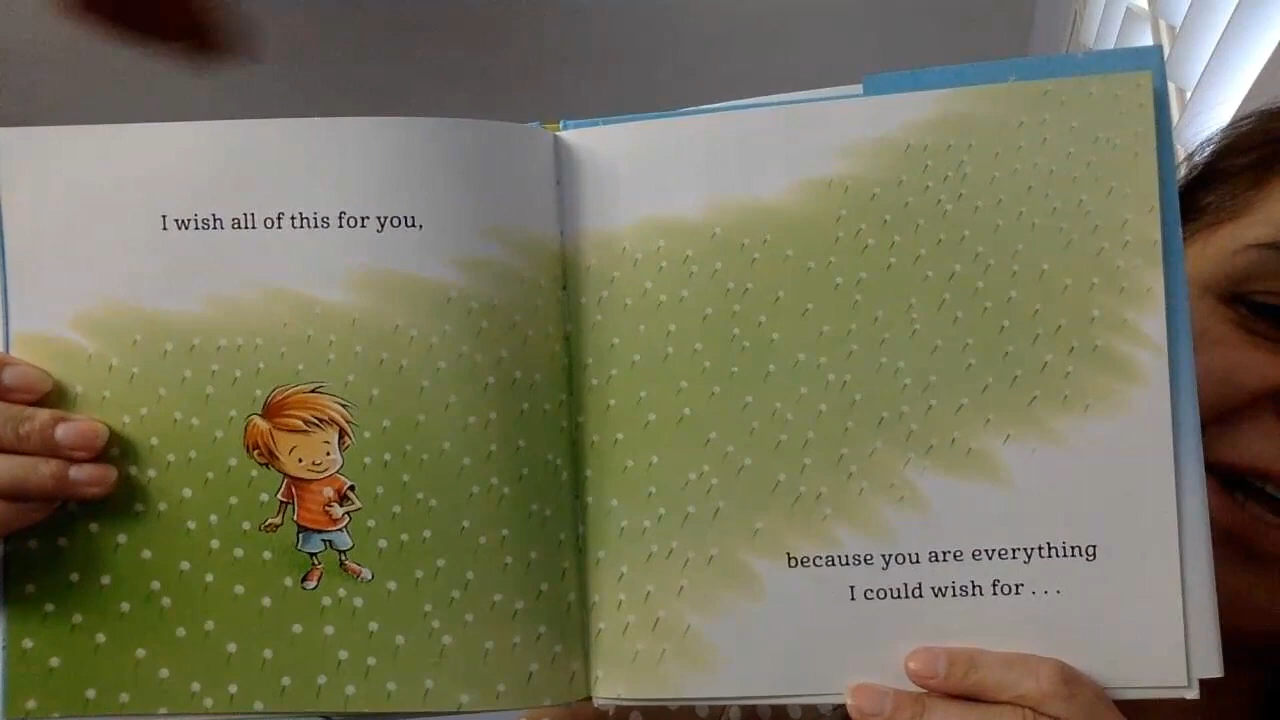 I wish all of this for you,
because you are everything
I could wish for . . .